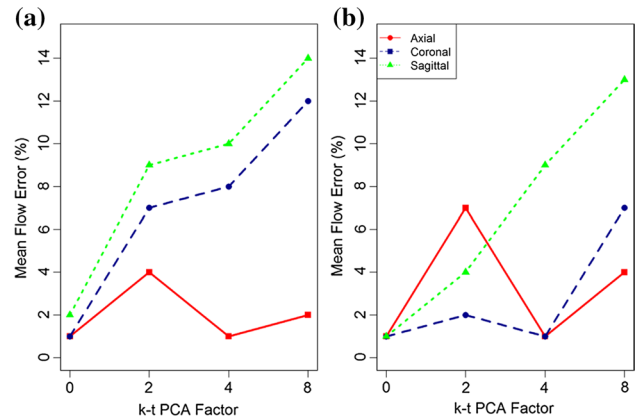 (a)
Mean Flow Error (%)
14
12
10
8
6
4
2
0
0 2 4 8
k-t PCA Factor
(b)
Axial
Coronal
Sagittal
Mean Flow Error (%)
14
12
10
8
6
4
2
0
0 2 4 8
k-t PCA Factor